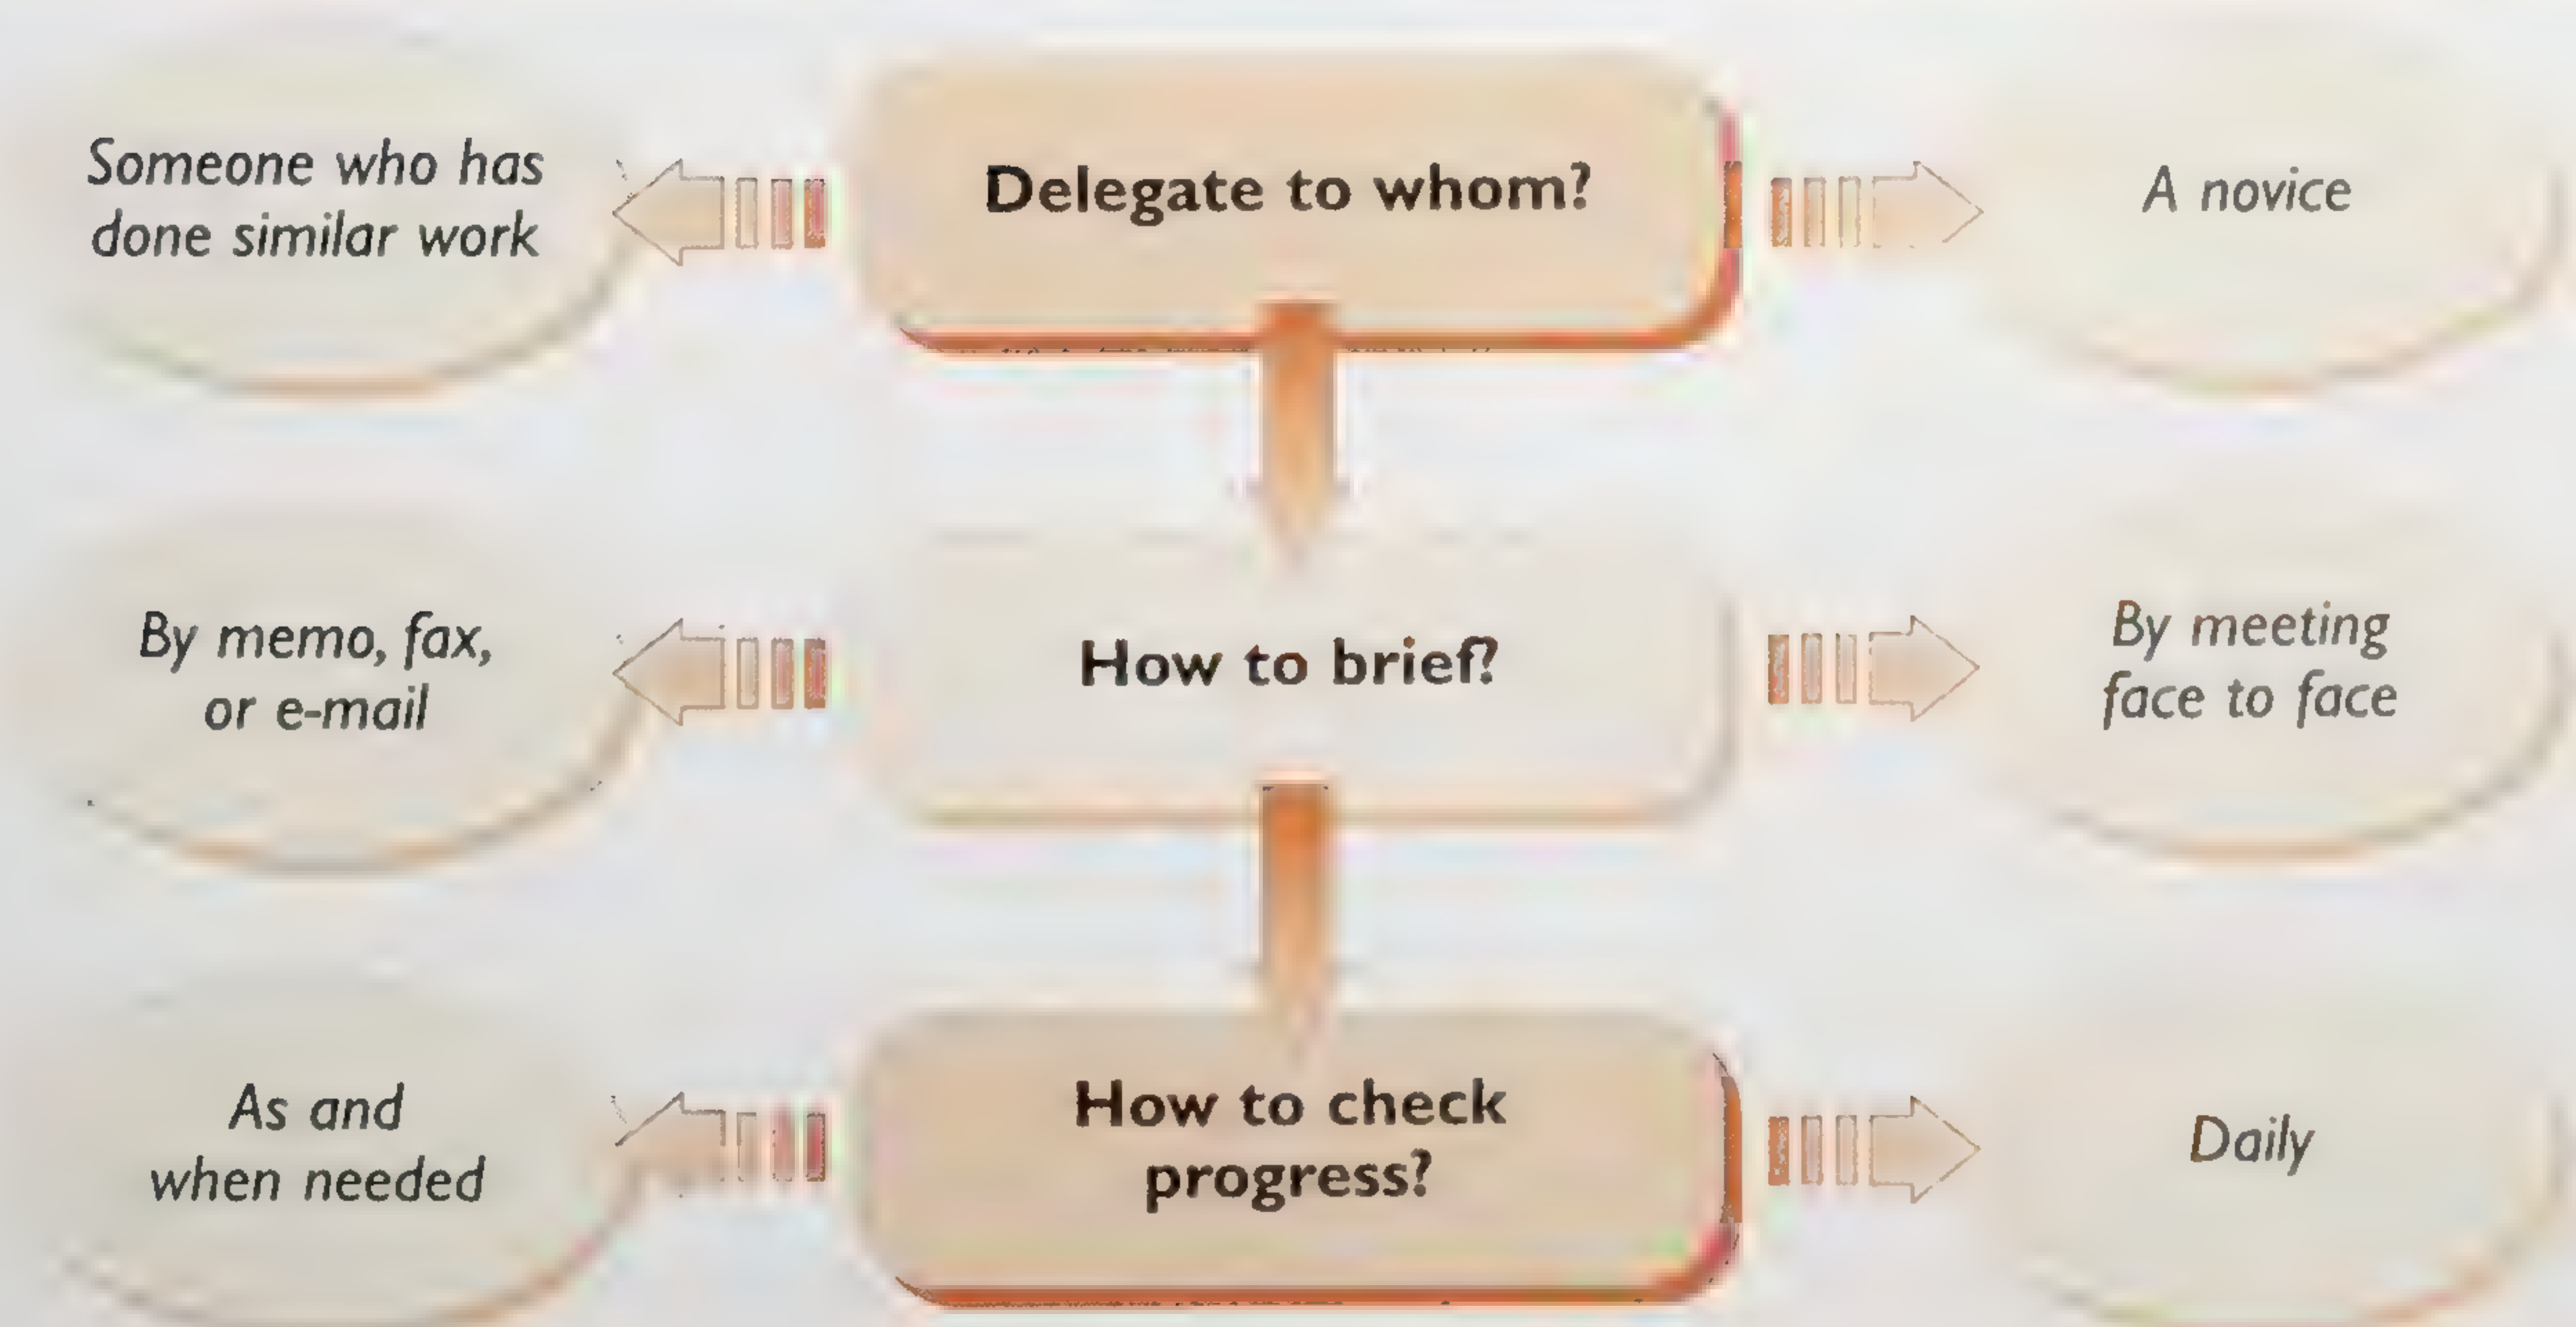 Someone who has
done similar work
Delegate to whom?
A novice
By memo, fax,
or e-mail
How to brief?
By meeting
face to face
As and
when needed
How to check
progress?
Daily